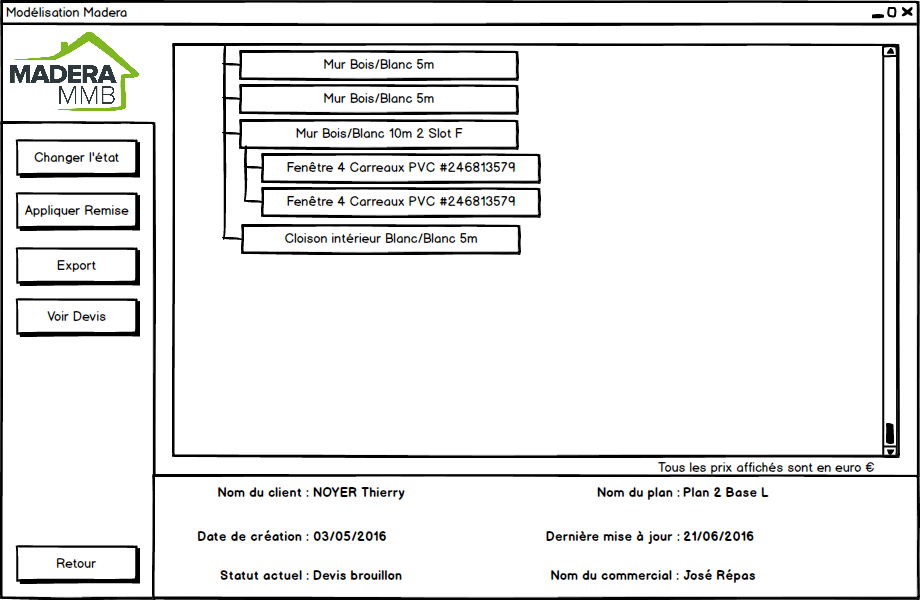 Modélisation Madera
MADERA
MMB
Changer l'état
Appliquer Remise
Export
Voir Devis
Retour
Mur Bois/Blanc 5m
Mur Bois/Blanc 5m
Mur Bois/Blanc 10m 2 Slot F
Fenêtre 4 Carreaux PVC #246813579
Fenêtre 4 Carreaux PVC #246813579
Cloison intérieur Blanc/Blanc 5m
Tous les prix affichés sont en euro €
Nom du client : NOYER Thierry
Nom du plan : Plan 2 Base L
Date de création : 03/05/2016
Dernière mise à jour : 21/06/2016
Statut actuel : Devis brouillon
Nom du commercial : José Répas